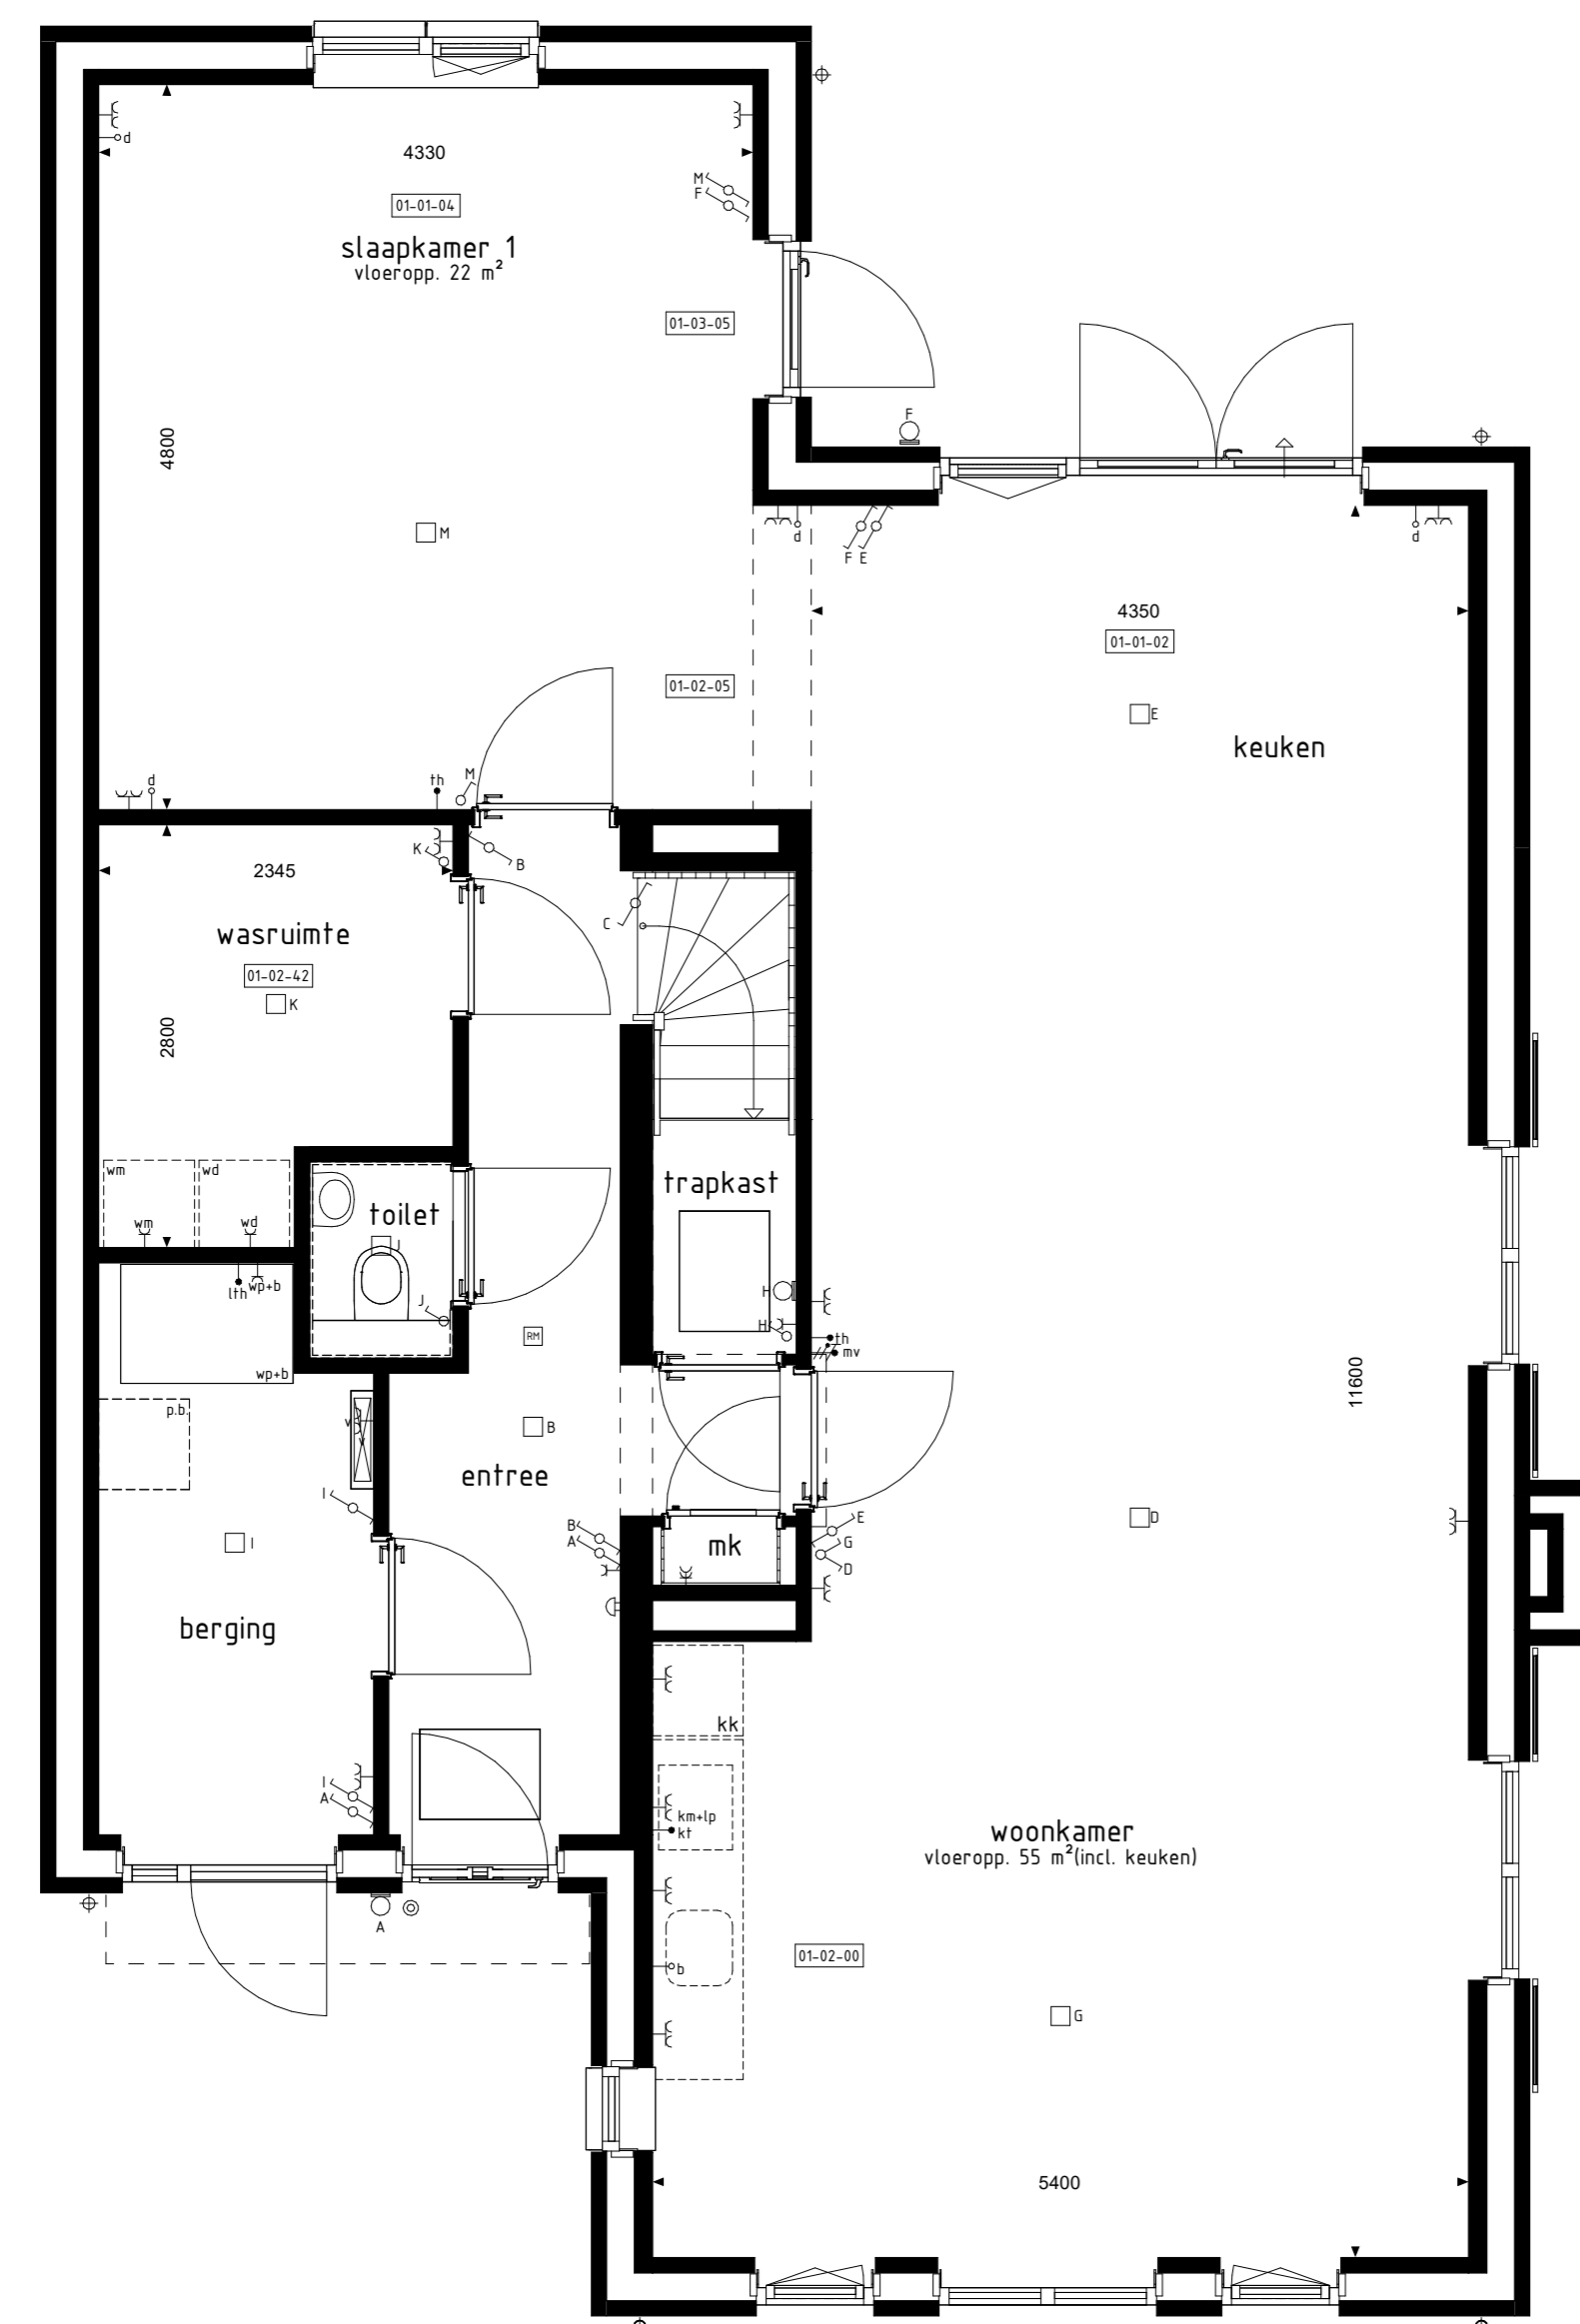 d
4330
01-01-04
slaapkamer 1
vloeropp. 22 m²
M
F
01-03-05
F
4800
M
d
F E
d
4350
01-01-02
01-02-05
E
keuken
d
th
M
K
B
2345
C
wasruimte
01-02-42
K
2800
wm
wd
wm
wd
toilet
J
J
trapkast
H
H
th
mv
lth
wp+b
wp+b
RM
p.b.
v
B
11600
entree
I
I
B
A
mk
E
G
D
D
berging
kk
I
A
km+lp
kt
woonkamer
vloeropp. 55 m²(incl. keuken)
A
01-02-00
b
G
5400